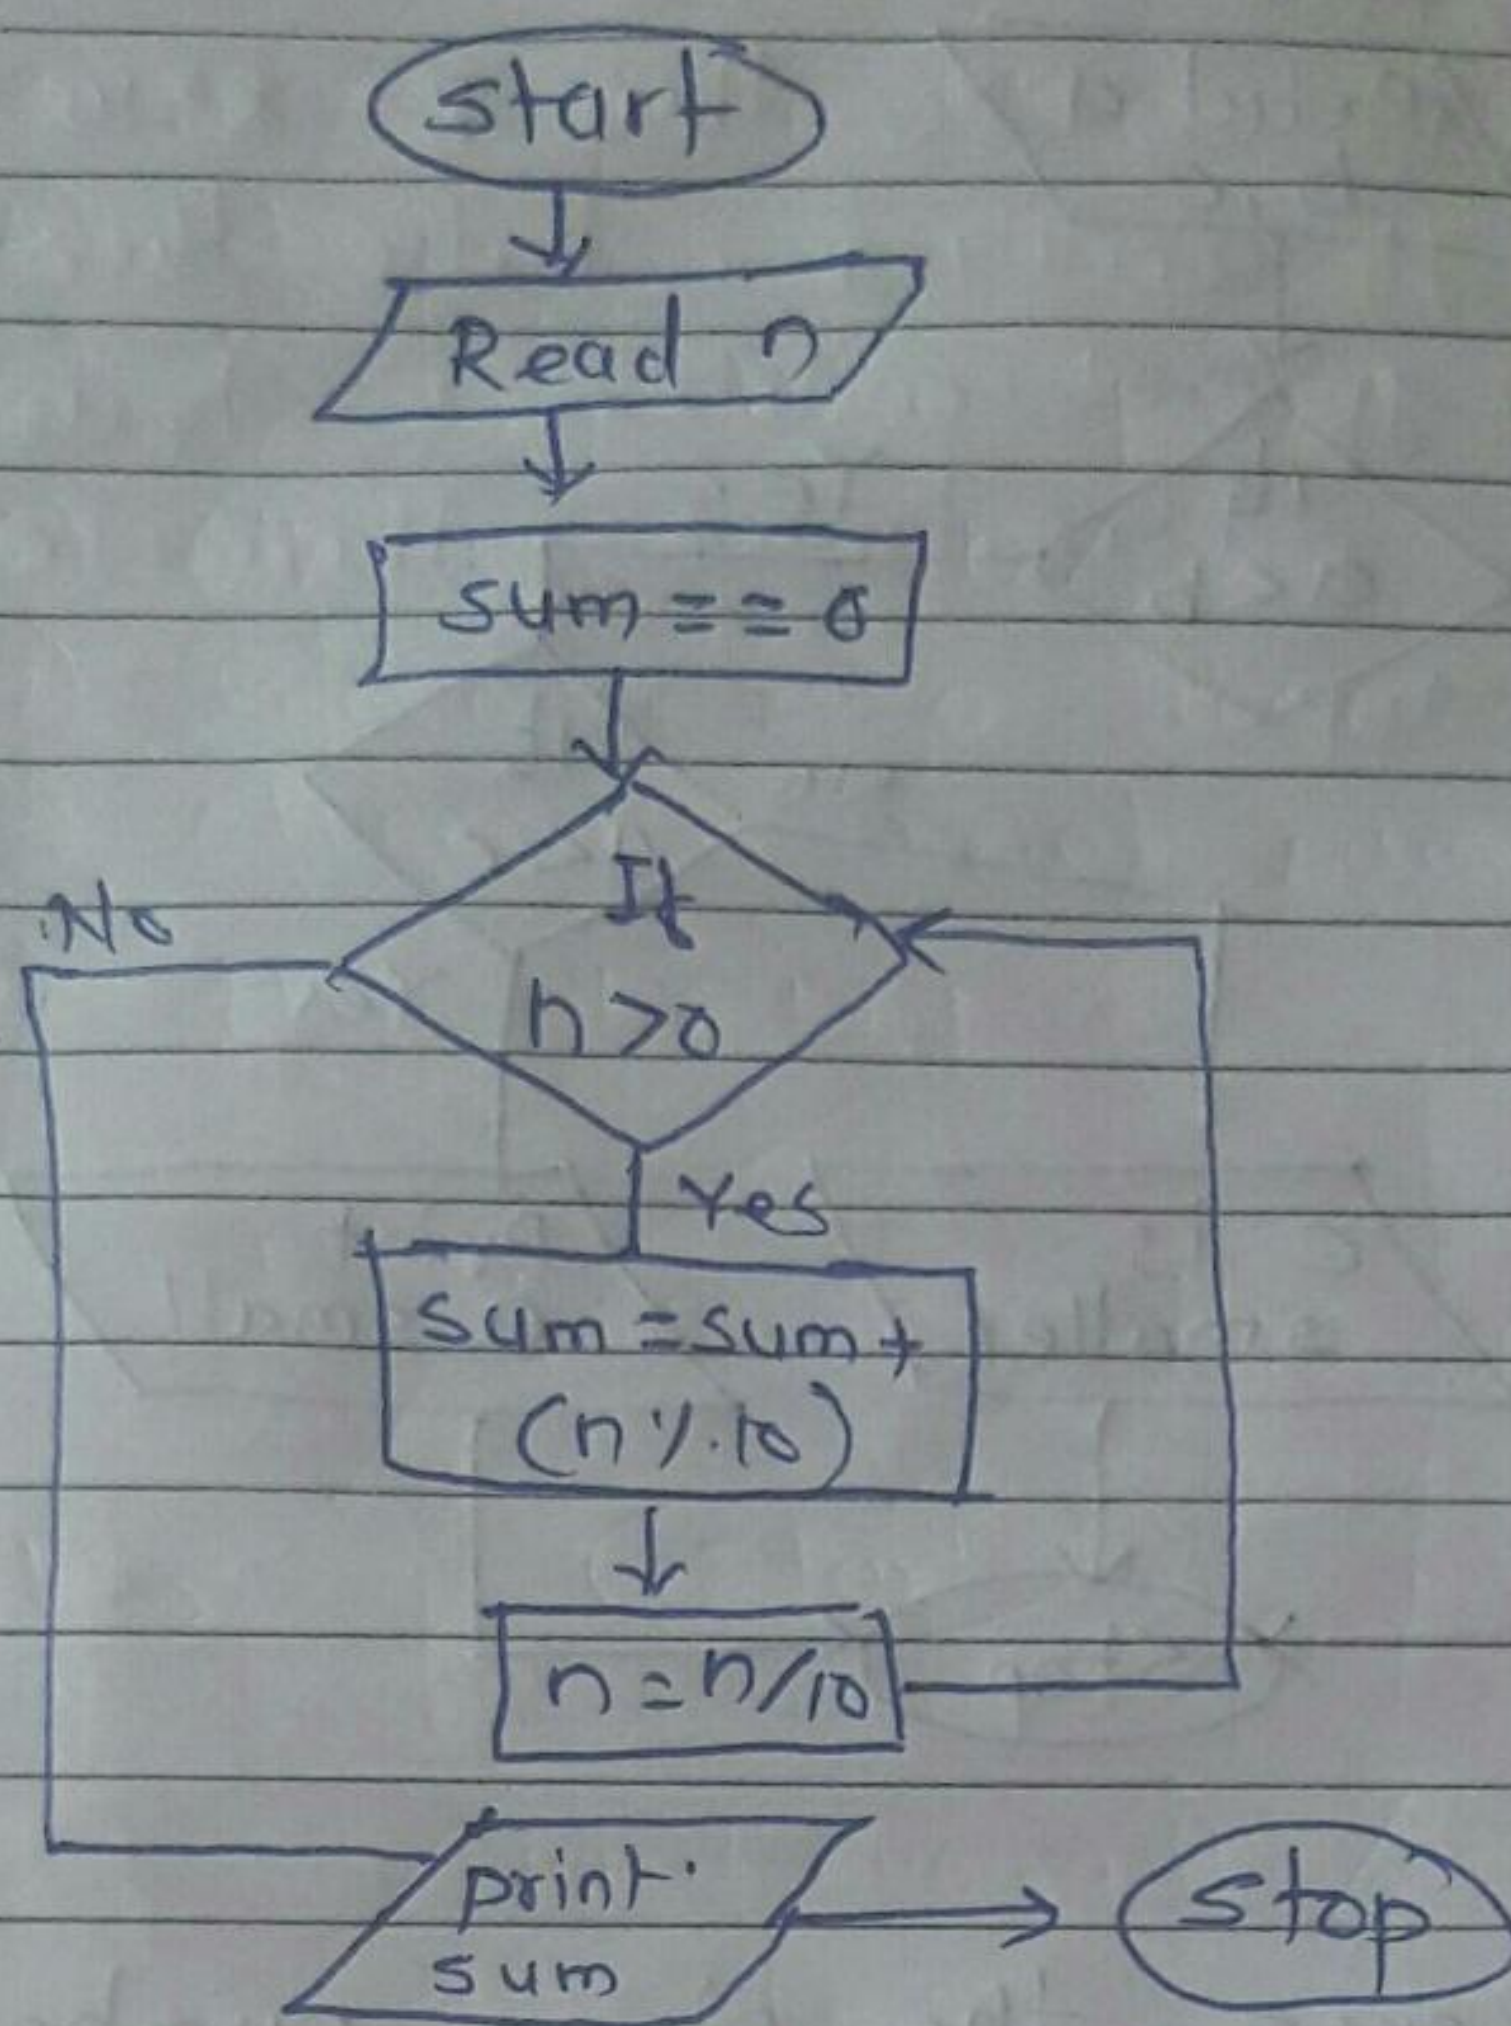 start
Read n
sum == 0
No
If
n>0
Yes
sum = sum +
(n%10)
n = n/10
print
sum
stop